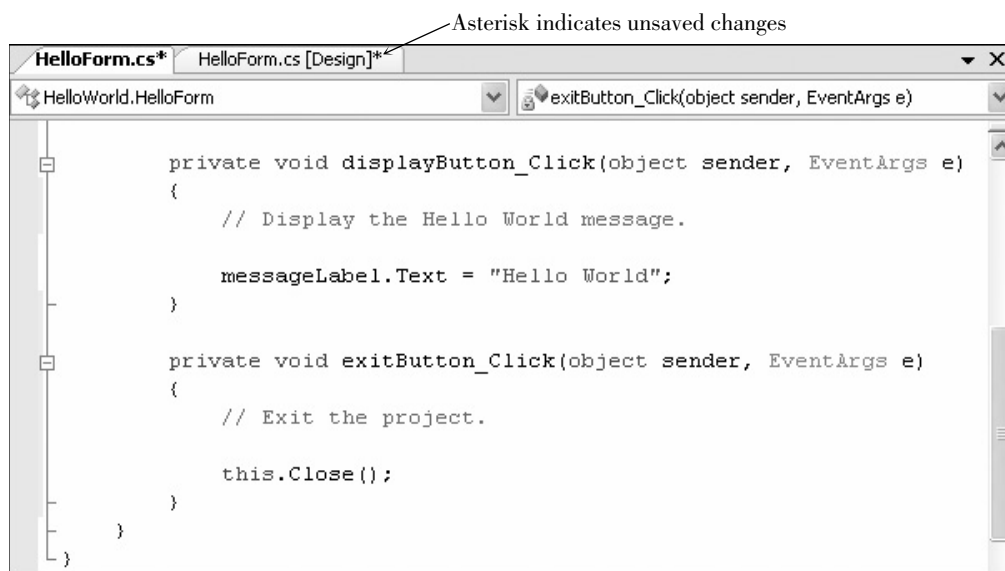 Asterisk indicates unsaved changes
HelloForm.cs* HelloForm.cs [Design]*
HelloWorld.HelloForm exitButton_Click(object sender, EventArgs e)
private void displayButton_Click(object sender, EventArgs e)
{
// Display the Hello World message.
messageLabel.Text = "Hello World";
}
private void exitButton_Click(object sender, EventArgs e)
{
// Exit the project.
this.Close();
}
}
}